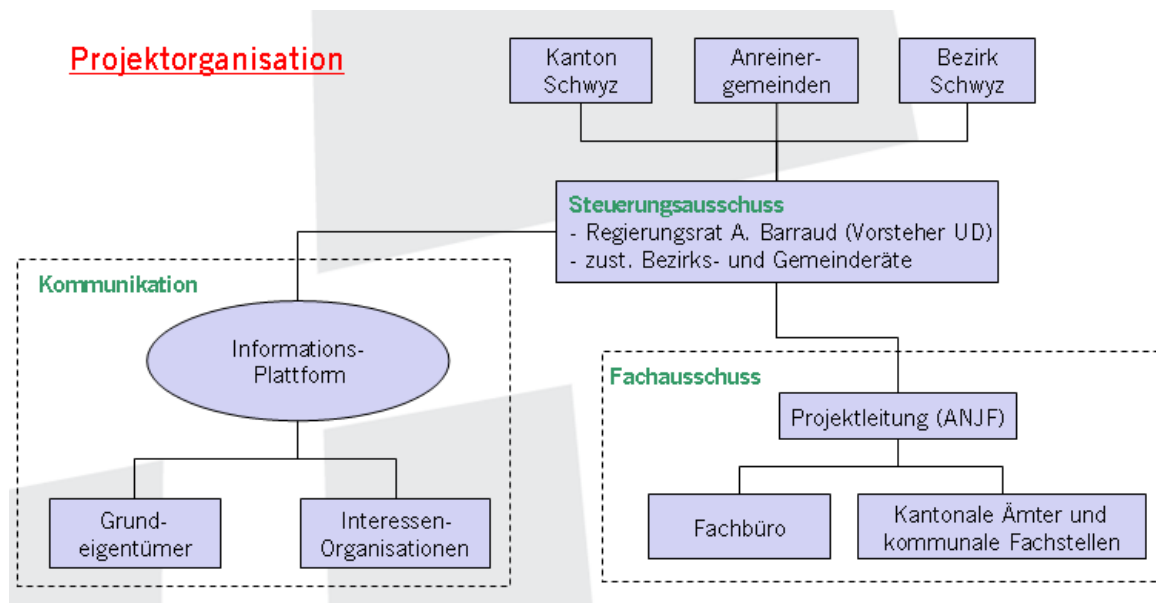 Projektorganisation
Kanton
Schwyz
Anreiner-
gemeinden
Bezirk
Schwyz
Steuerungsausschuss
- Regierungsrat A. Barraud (Vorsteher UD)
- zust. Bezirks- und Gemeinderäte
Kommunikation
Informations-
Plattform
Grund-
eigentümer
Interessen-
Organisationen
Fachausschuss
Projektleitung (ANJF)
Fachbüro
Kantonale Ämter und
kommunale Fachstellen